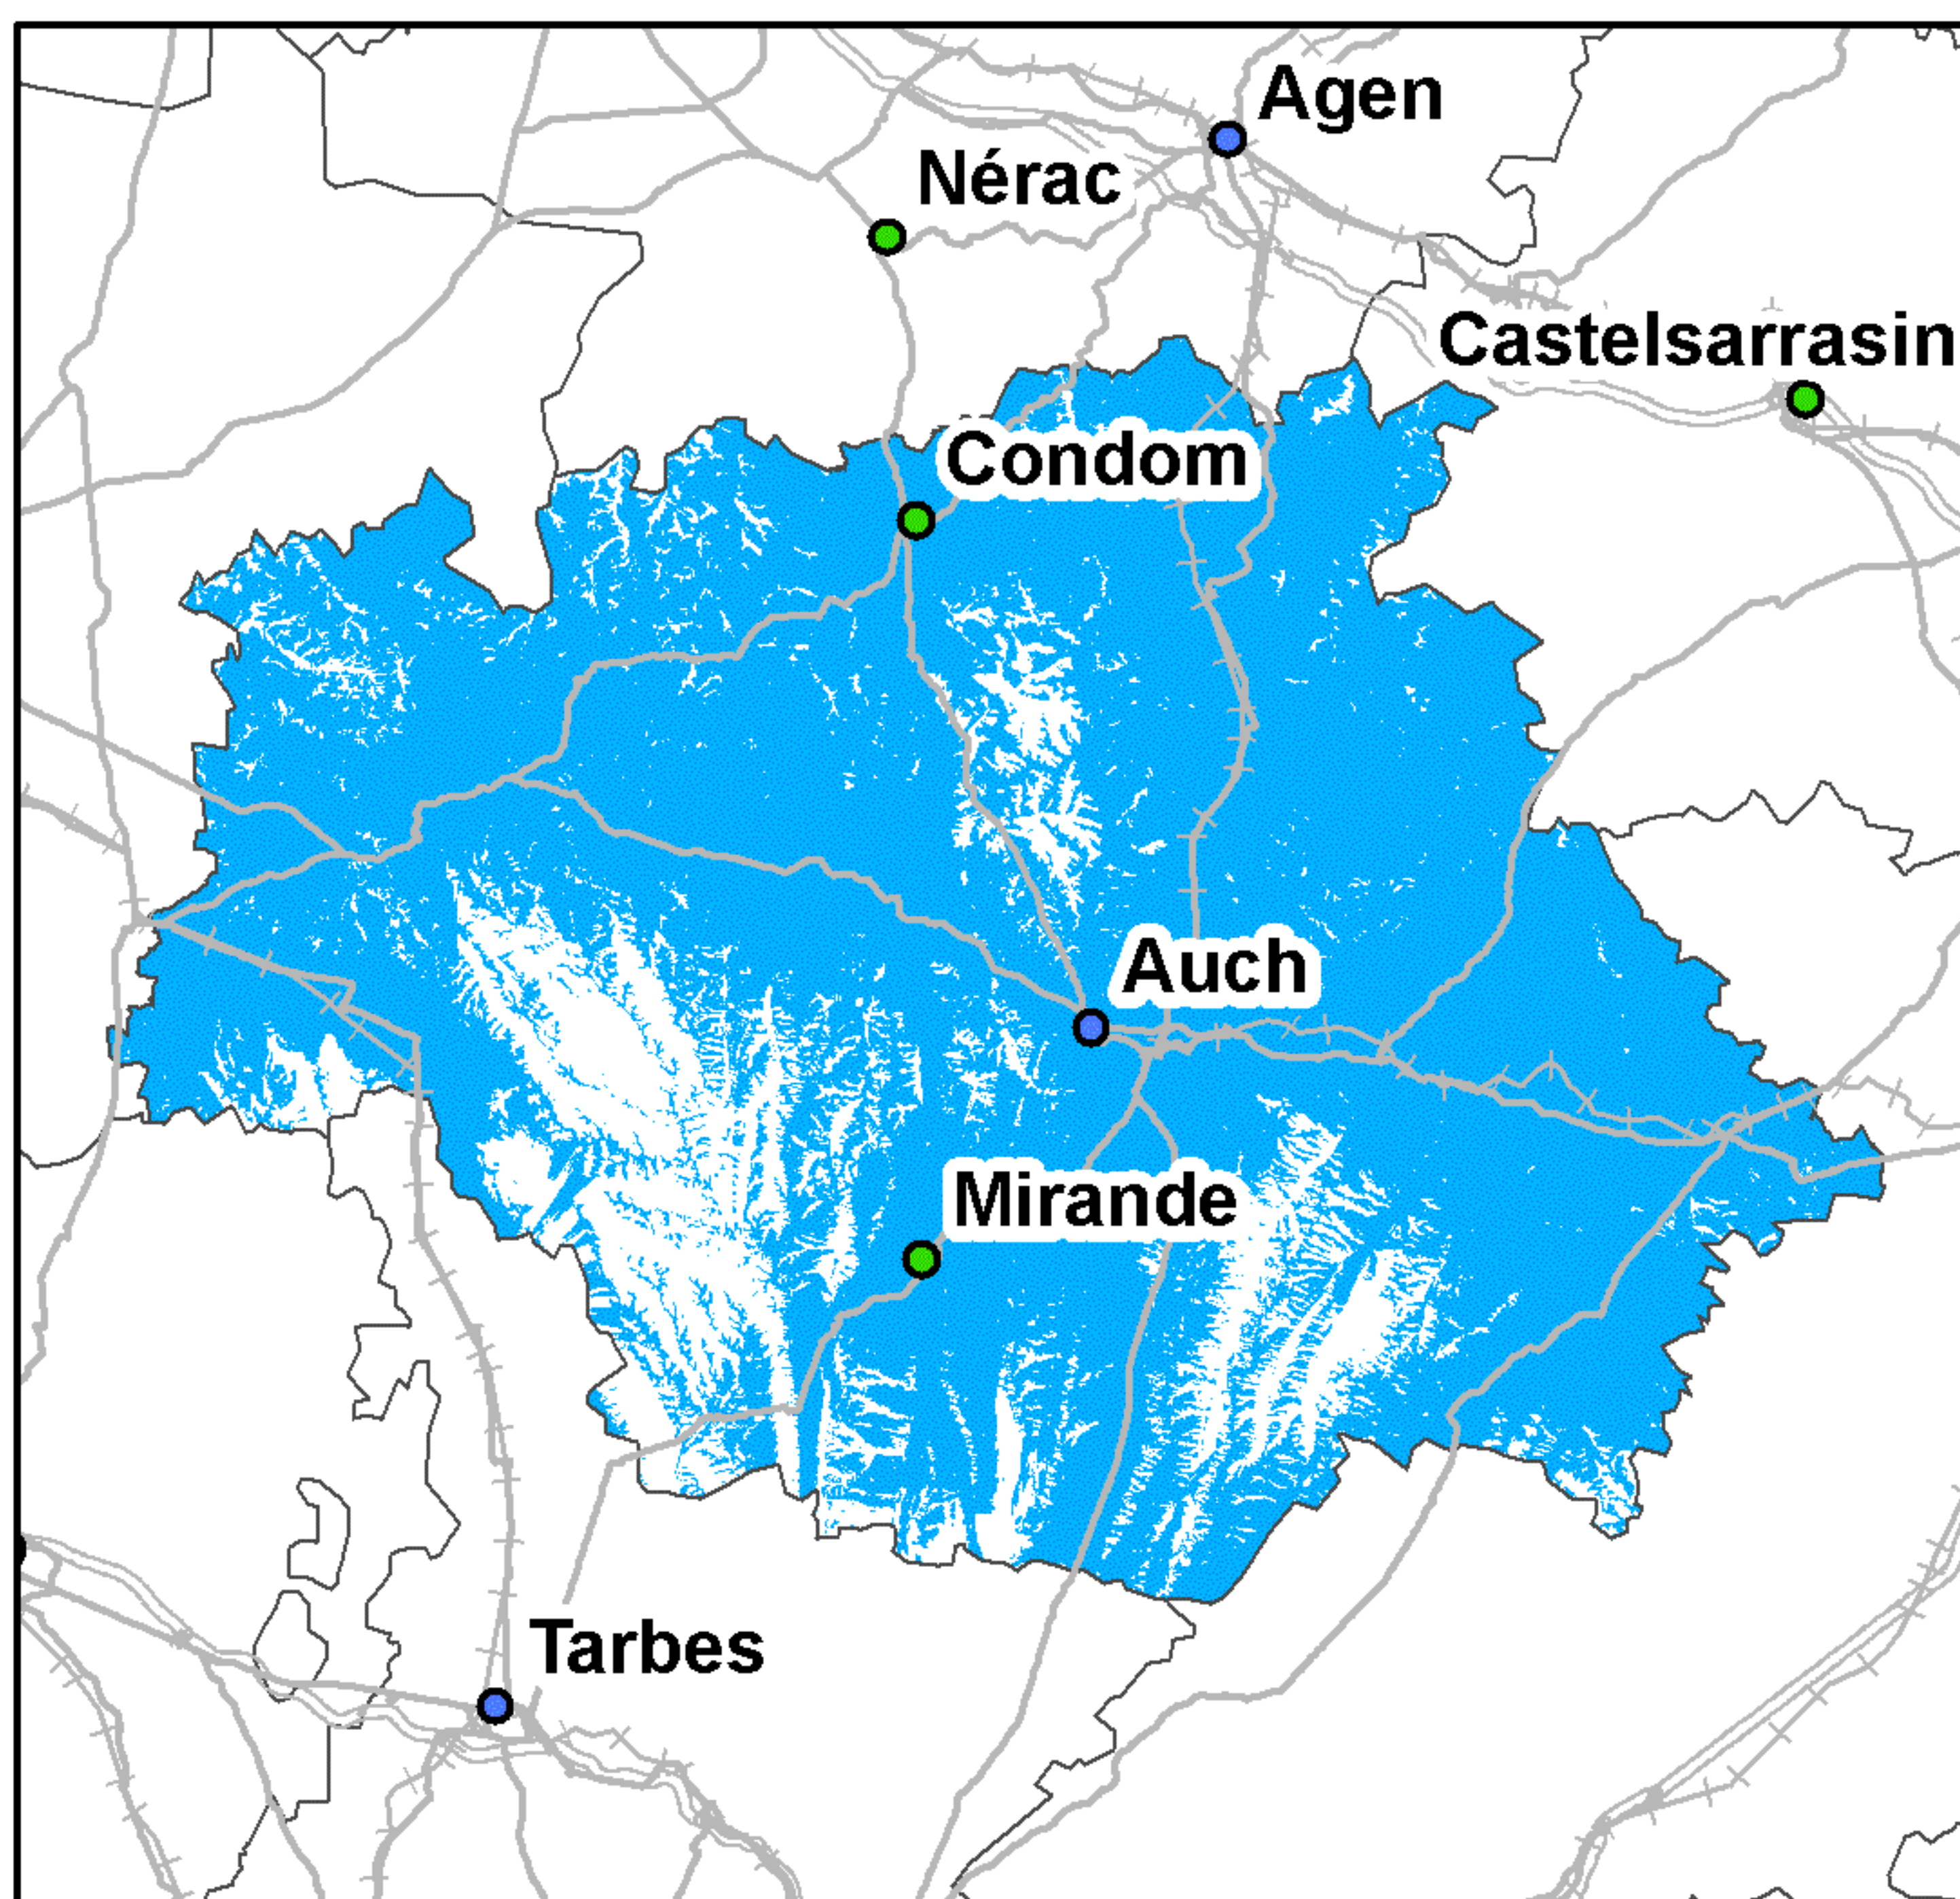 Agen
Nérac
Castelsarrasin
Condom
Auch
Mirande
Tarbes